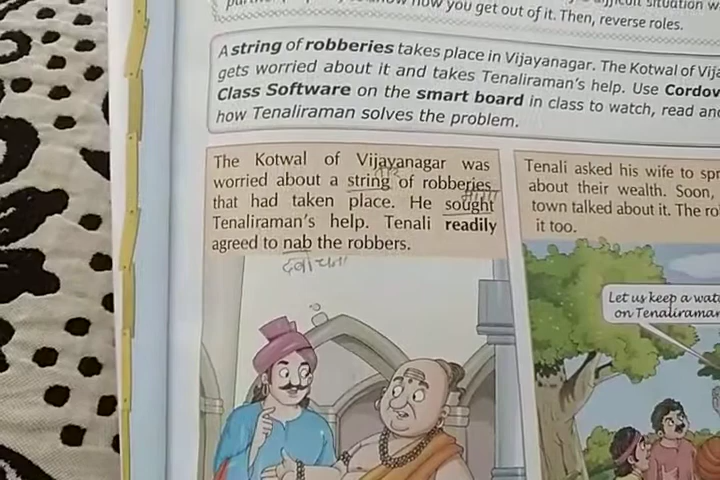 how you get out of it. Then, reverse roles.
A string of robberies takes place in Vijayanagar. The Kotwal of
gets worried about it and takes Tenaliraman's help. Use
Class Software on the smart board in class to watch, read
how Tenaliraman solves the problem.
The Kotwal of Vijayanagar was
worried about a string of robberies
that had taken place. He sought
Tenaliraman's help. Tenali readily
agreed to nab the robbers.
Tenali asked his wife to
about their wealth. Soon,
town talked about it. The
it too.
Let us keep a
on